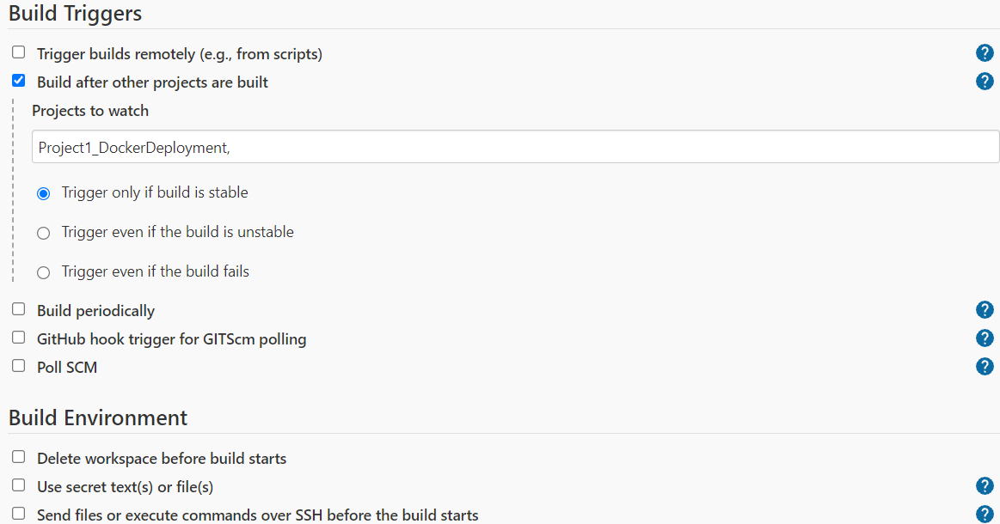 Build Triggers
Trigger builds remotely (e.g., from scripts)
Build after other projects are built
Projects to watch
Project1_DockerDeployment,
Trigger only if build is stable
Trigger even if the build is unstable
Trigger even if the build fails
Build periodically
GitHub hook trigger for GITScm polling
Poll SCM
Build Environment
Delete workspace before build starts
Use secret text(s) or file(s)
Send files or execute commands over SSH before the build starts